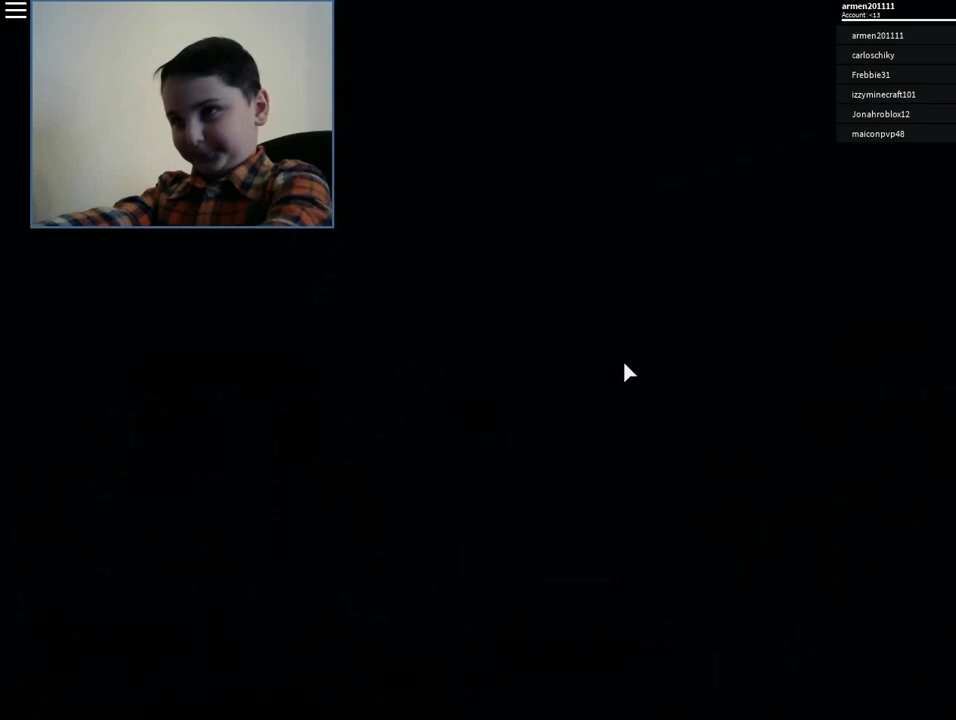 armen201111
Account: <13
armen201111
carloschiky
Frebbie31
izzyminecraft101
Jonahroblox12
maiconpvp48